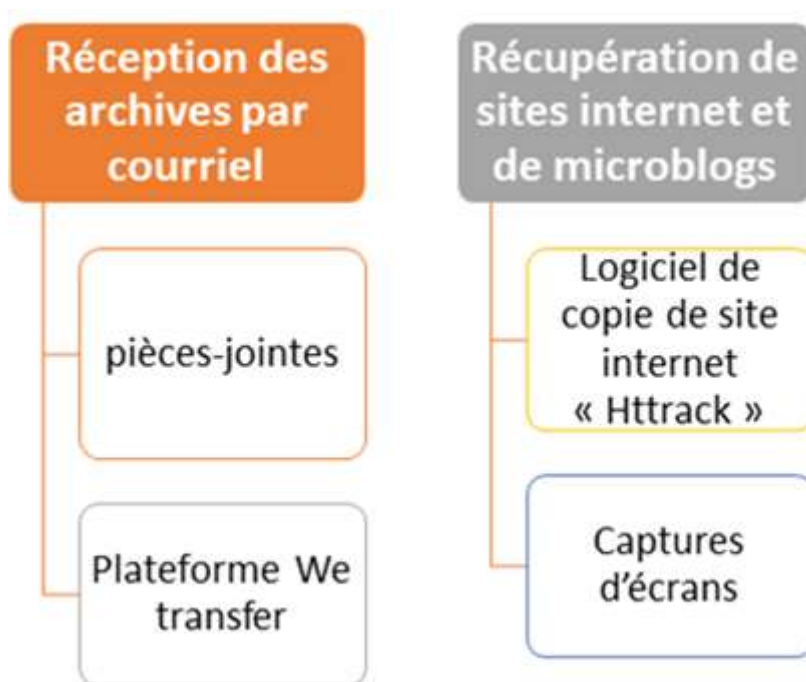 Réception des
archives par
courriel
pièces-jointes
Plateforme We
transfer
Récupération de
sites internet et
de microblogs
Logiciel de
copie de site
internet
« Httrack »
Captures
d’écrans